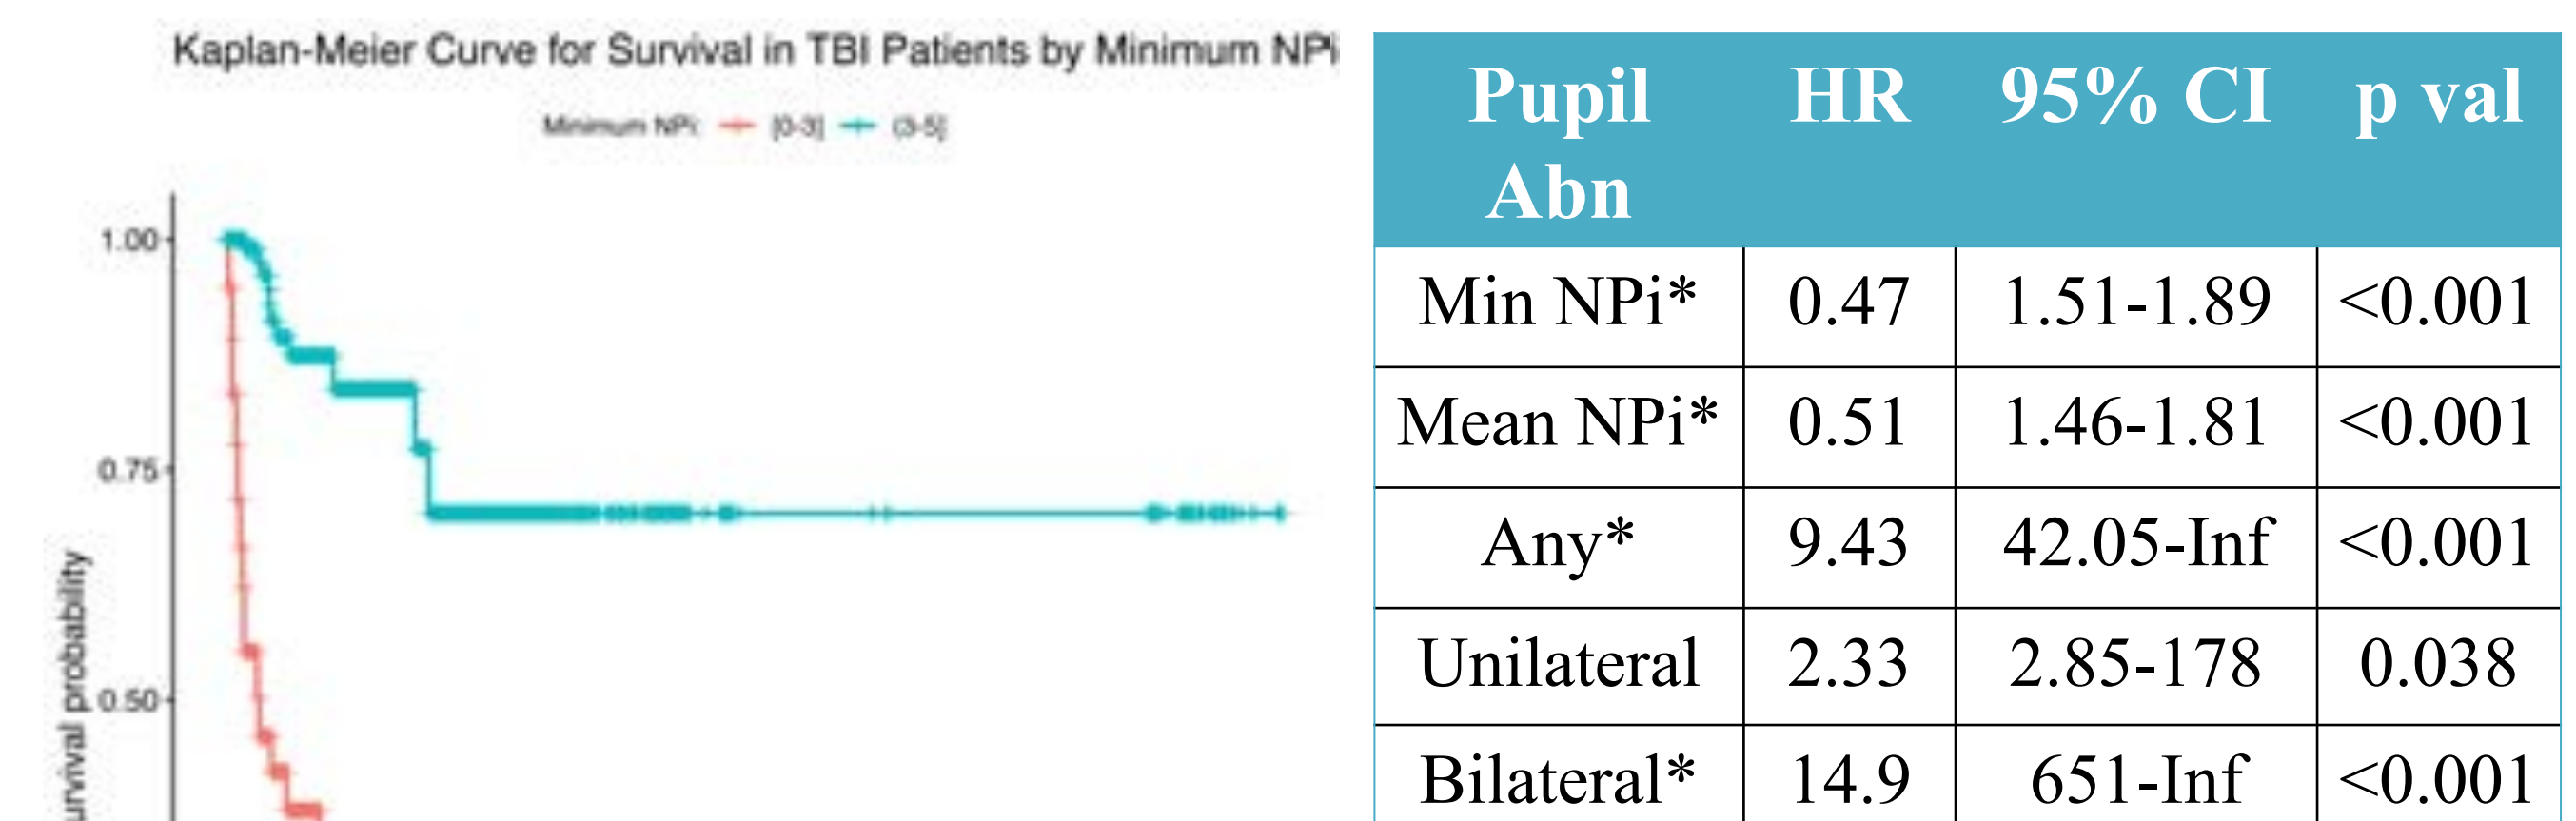 Kaplan-Meier Curve for Survival in TBI Patients by Minimum NPi
Minimum NPi: [0-3] (3-5]
1.00
0.75
0.50
urvival probability
Pupil Abn HR 95% CI p val
Min NPi* 0.47 1.51-1.89 <0.001
Mean NPi* 0.51 1.46-1.81 <0.001
Any* 9.43 42.05-Inf <0.001
Unilateral 2.33 2.85-178 0.038
Bilateral* 14.9 651-Inf <0.001